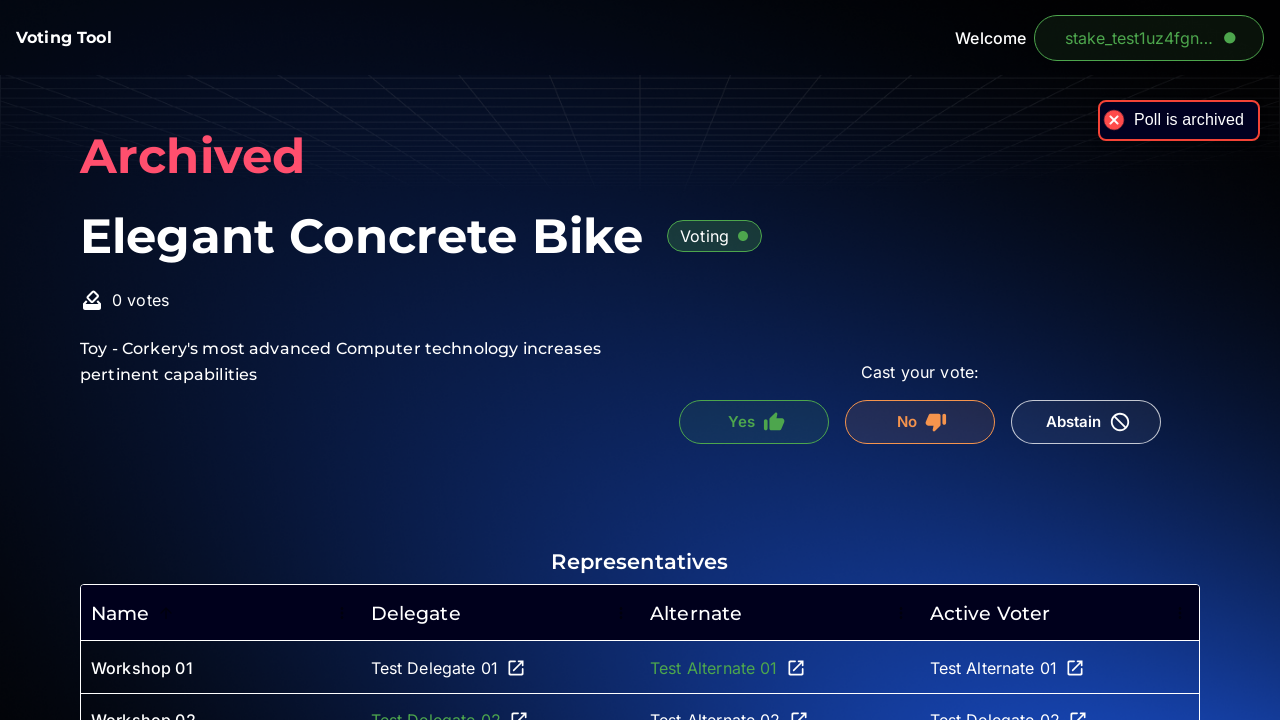 Voting Tool
Welcome
stake_test1uz4fgn...
Poll is archived
Archived
Elegant Concrete Bike
Voting
0 votes
Toy - Corkery's most advanced Computer technology increases
pertinent capabilities
Cast your vote:
Yes
No
Abstain
Representatives
Name Delegate Alternate Active Voter
Workshop 01 Test Delegate 01 Test Alternate 01 Test Alternate 01
Workshop 02 Test Delegate 02 Test Alternate 02 Test Delegate 02